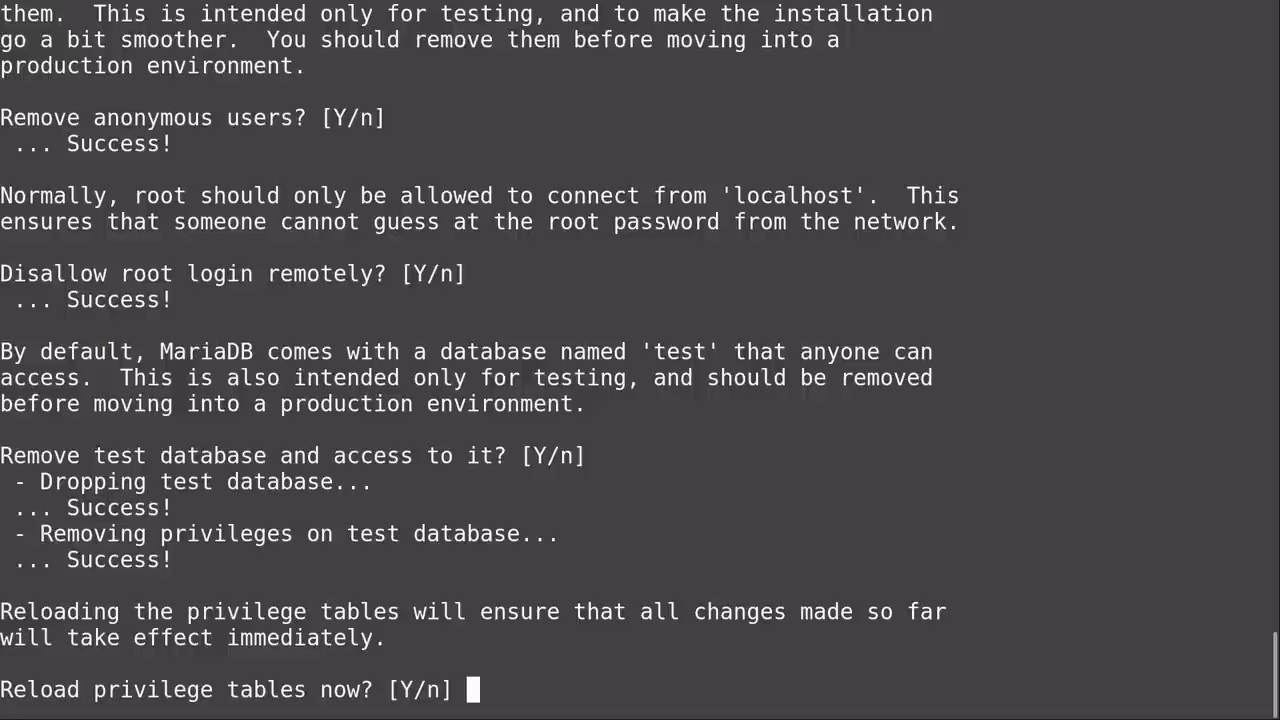 them.  This is intended only for testing, and to make the installation
go a bit smoother.  You should remove them before moving into a
production environment.
Remove anonymous users? [Y/n]
 ... Success!
Normally, root should only be allowed to connect from 'localhost'.  This
ensures that someone cannot guess at the root password from the network.
Disallow root login remotely? [Y/n]
 ... Success!
By default, MariaDB comes with a database named 'test' that anyone can
access.  This is also intended only for testing, and should be removed
before moving into a production environment.
Remove test database and access to it? [Y/n]
 - Dropping test database...
 ... Success!
 - Removing privileges on test database...
 ... Success!
Reloading the privilege tables will ensure that all changes made so far
will take effect immediately.
Reload privilege tables now? [Y/n]